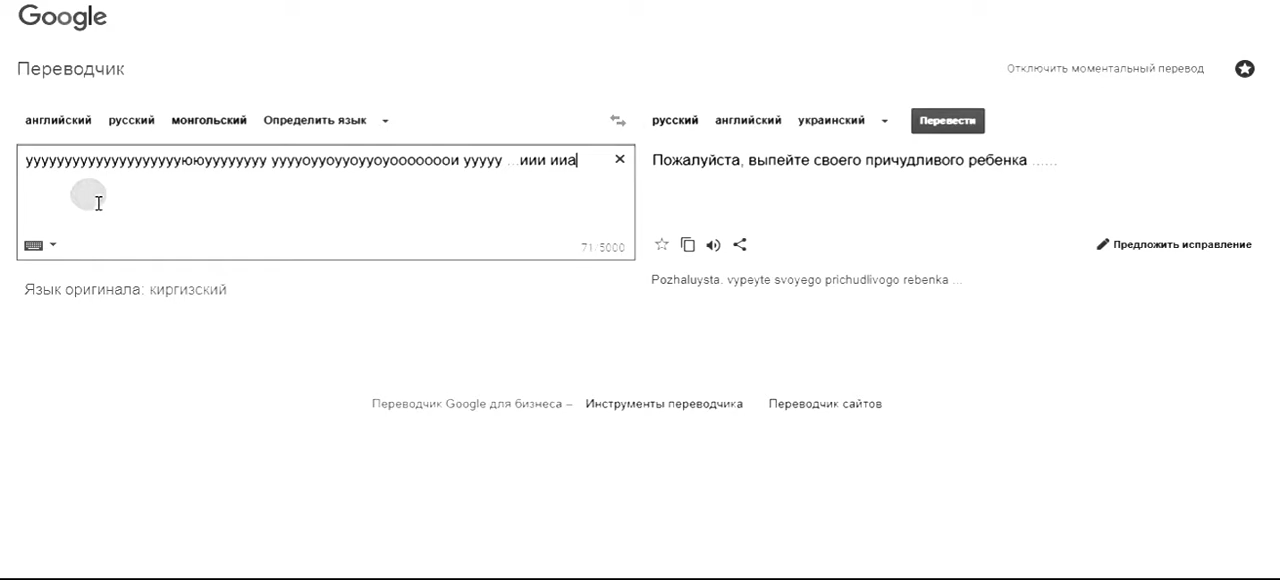 Google
Переводчик
Отключить моментальный перевод
английский русский монгольский Определить язык
русский английский украинский Перевести
ууууууууууууууууууууююуууууууу ууууоууоууоууоуооооооои ууууу ...иии ииа
Пожалуйста, выпейте своего причудливого ребенка ......
71/5000
Предложить исправление
Язык оригинала: киргизский
Pozhaluysta, vypeyte svoyego prichudlivogo rebenka ...
Переводчик Google для бизнеса – Инструменты переводчика Переводчик сайтов